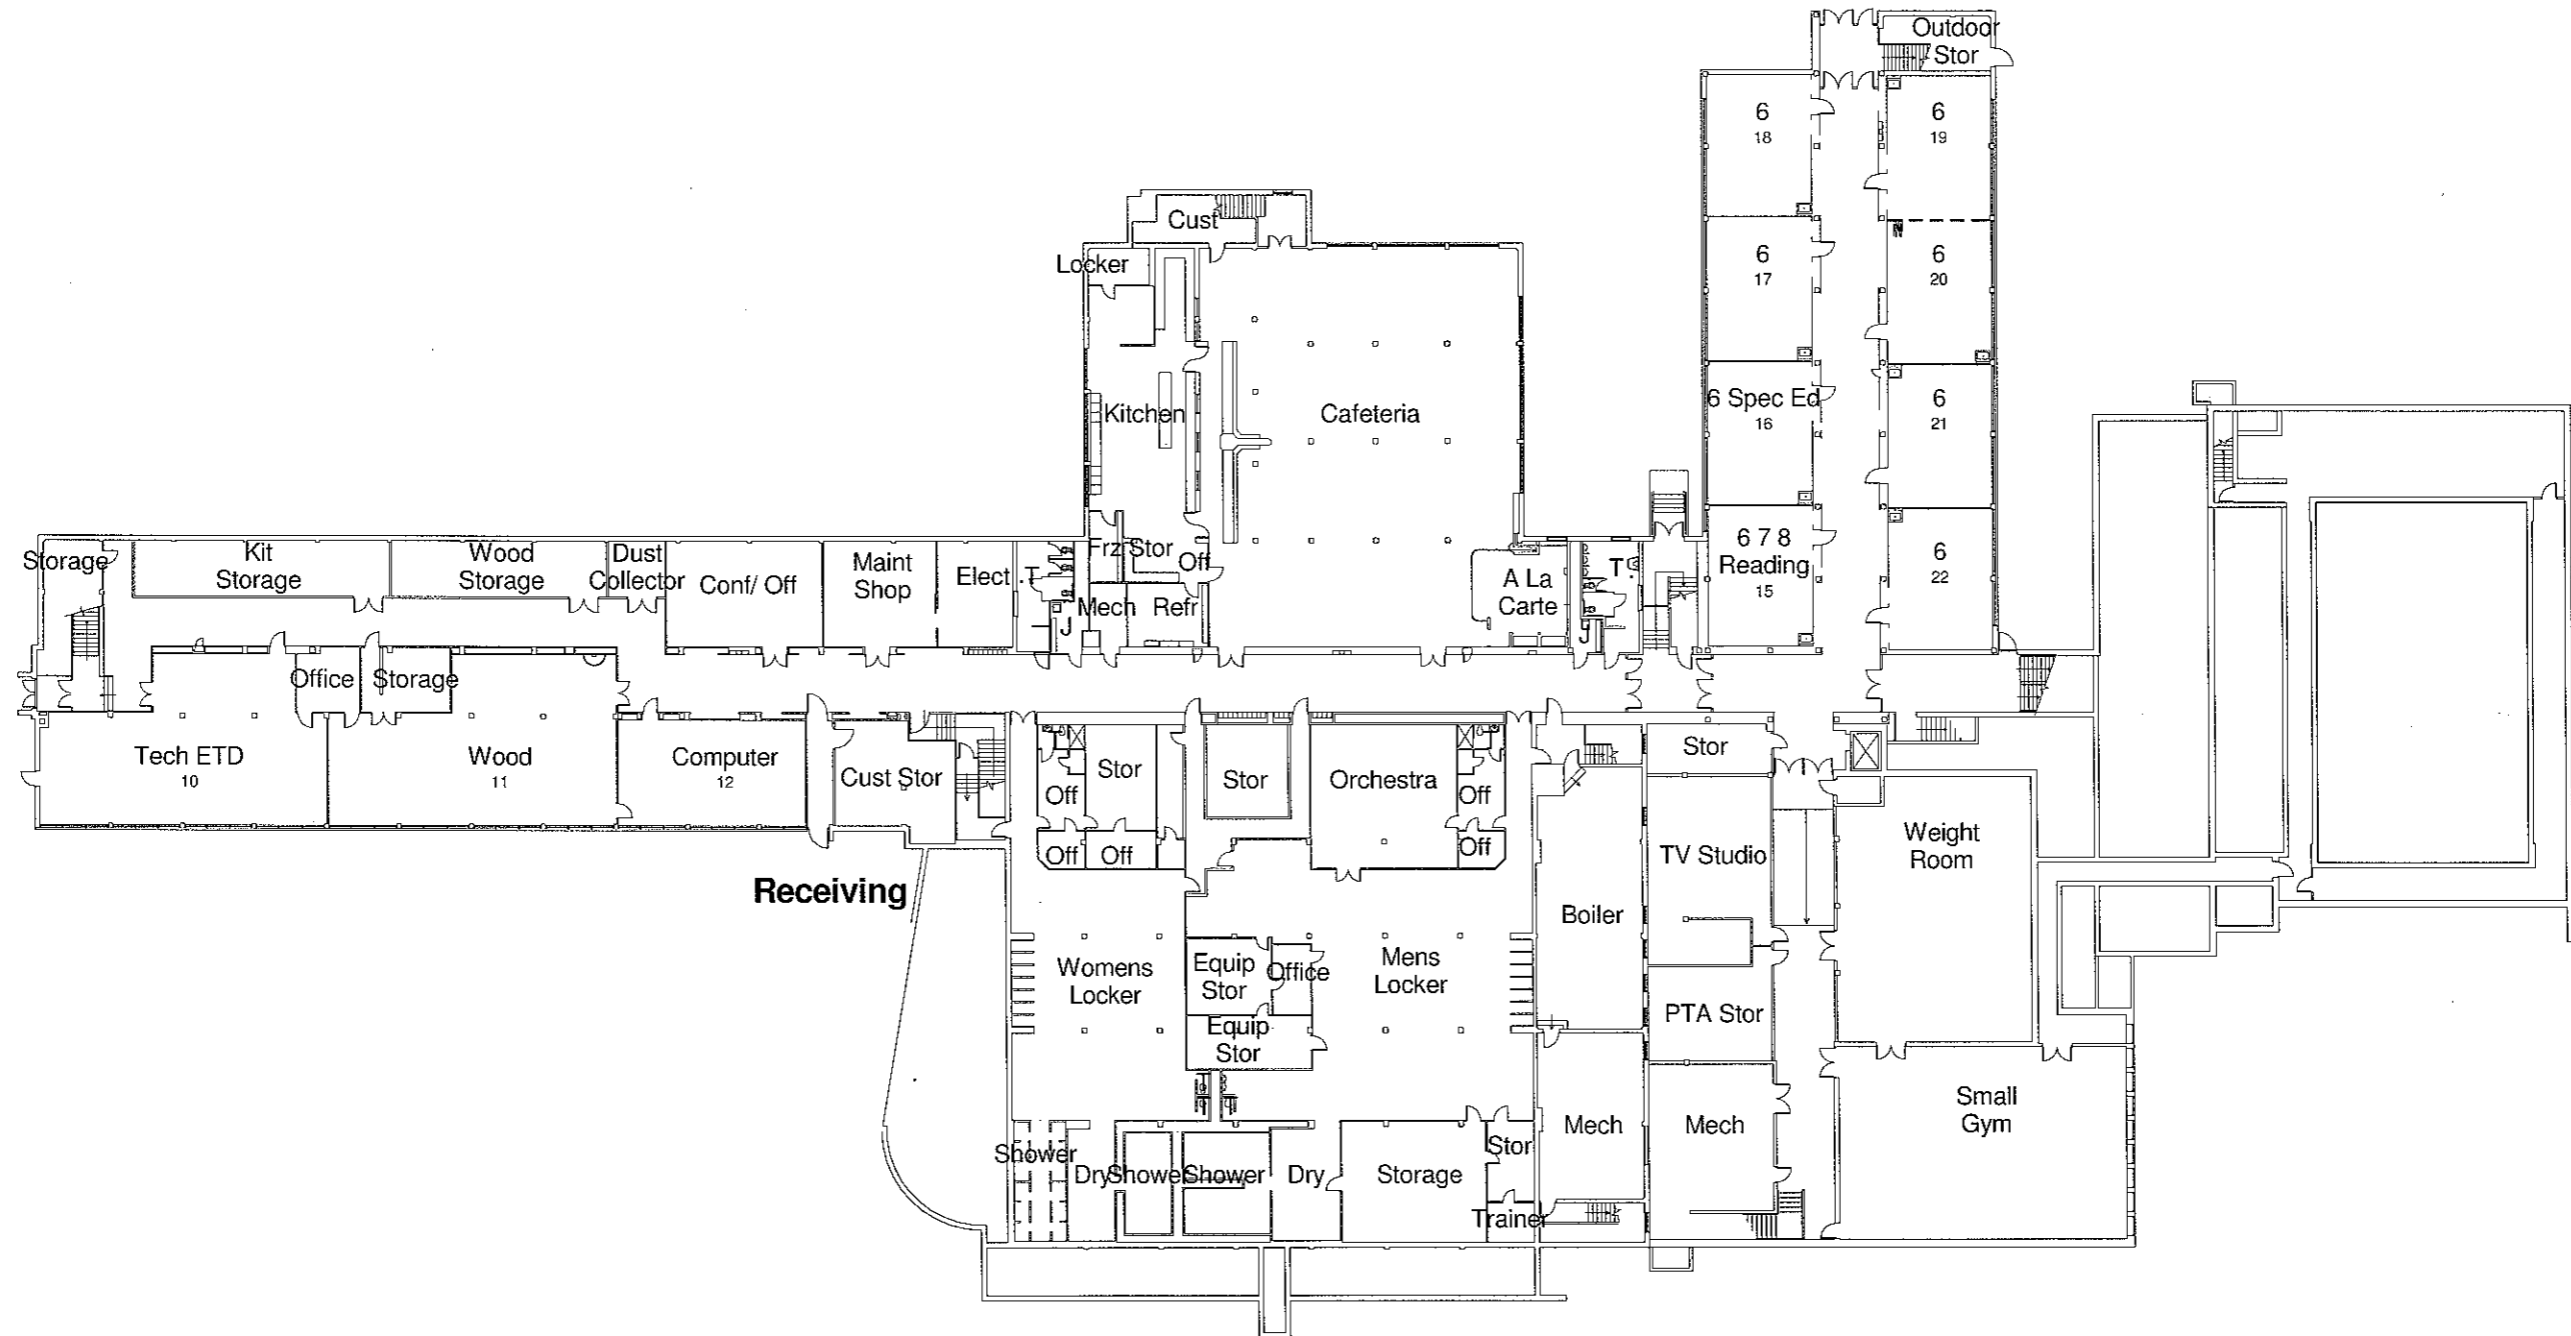 Outdoor
Stor
6
18
6
19
Cust
Locker
6
17
6
20
Kitchen
Cafeteria
6 Spec Ed
16
6
21
Storage
Kit
Storage
Wood
Storage
Dust
Collector
Conf/ Off
Maint
Shop
Elect
T
J
Frz Stor
Off
Mech
Refr
A La
Carte
T
J
6 7 8
Reading
15
6
22
Office
Storage
Tech ETD
10
Wood
11
Computer
12
Cust Stor
Off
Stor
Off
Off
Stor
Orchestra
Off
Off
Stor
TV Studio
Weight
Room
Receiving
Boiler
Womens
Locker
Equip
Stor
Office
Mens
Locker
Equip
Stor
PTA Stor
T
T
Small
Gym
Shower
Dry
Shower
Shower
Dry
Storage
Stor
Trainer
Mech
Mech